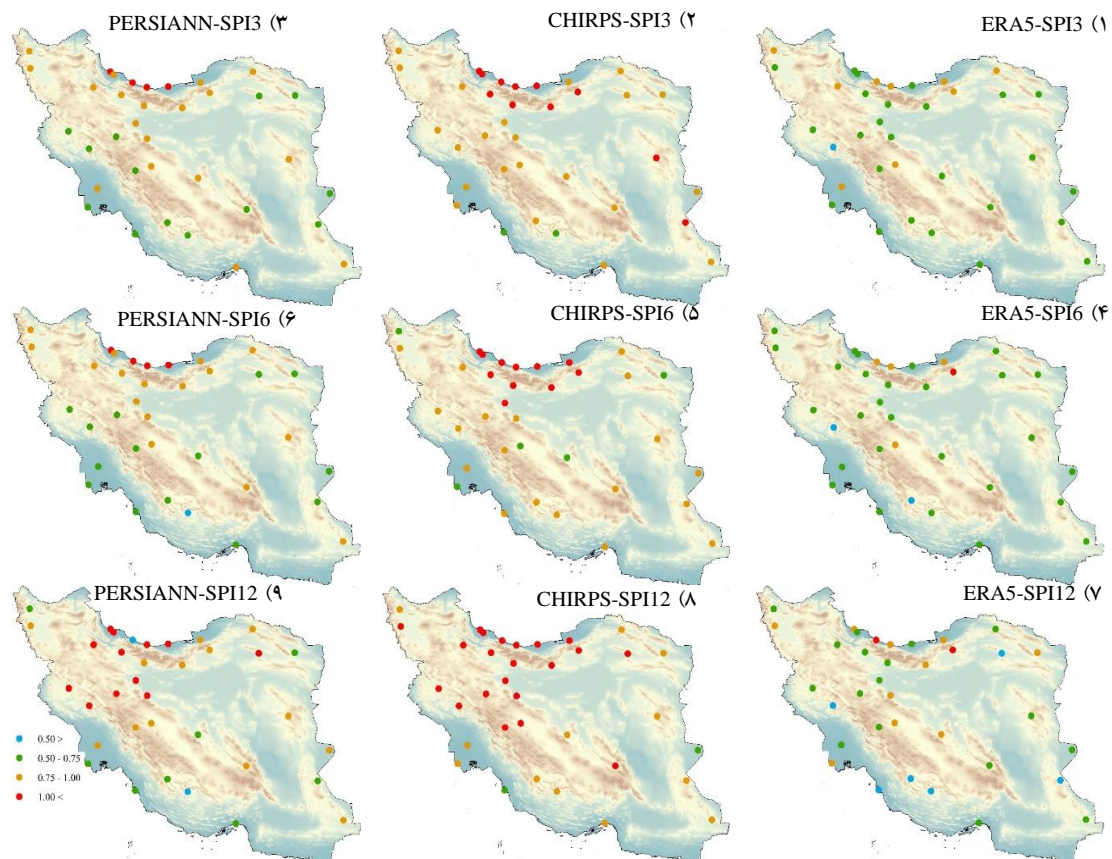 PERSIANN-SPI3 (۳
CHIRPS-SPI3 (۲
ERA5-SPI3 (۱
PERSIANN-SPI6 (۶
CHIRPS-SPI6 (۵
ERA5-SPI6 (۴
PERSIANN-SPI12 (۹
CHIRPS-SPI12 (۸
ERA5-SPI12 (۷
0.50 >
0.50 - 0.75
0.75 - 1.00
1.00 <